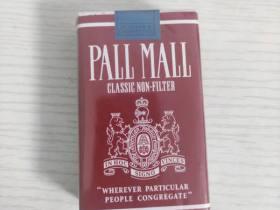 PALL MALL
CLASSIC NON-FILTER
IN HOC
SIGNO
VINCES
"WHEREVER PARTICULAR
PEOPLE CONGREGATE"